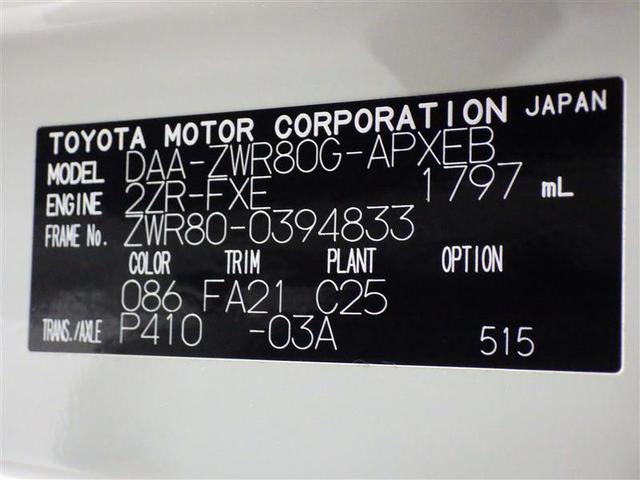 TOYOTA MOTOR CORPORATION JAPAN
MODEL DAA-ZWR80G-APXEB
ENGINE 2ZR-FXE 1797 mL
FRAME No. ZWR80-0394833
COLOR TRIM PLANT OPTION
086 FA21 C25
TRANS./AXLE P410 -03A 515